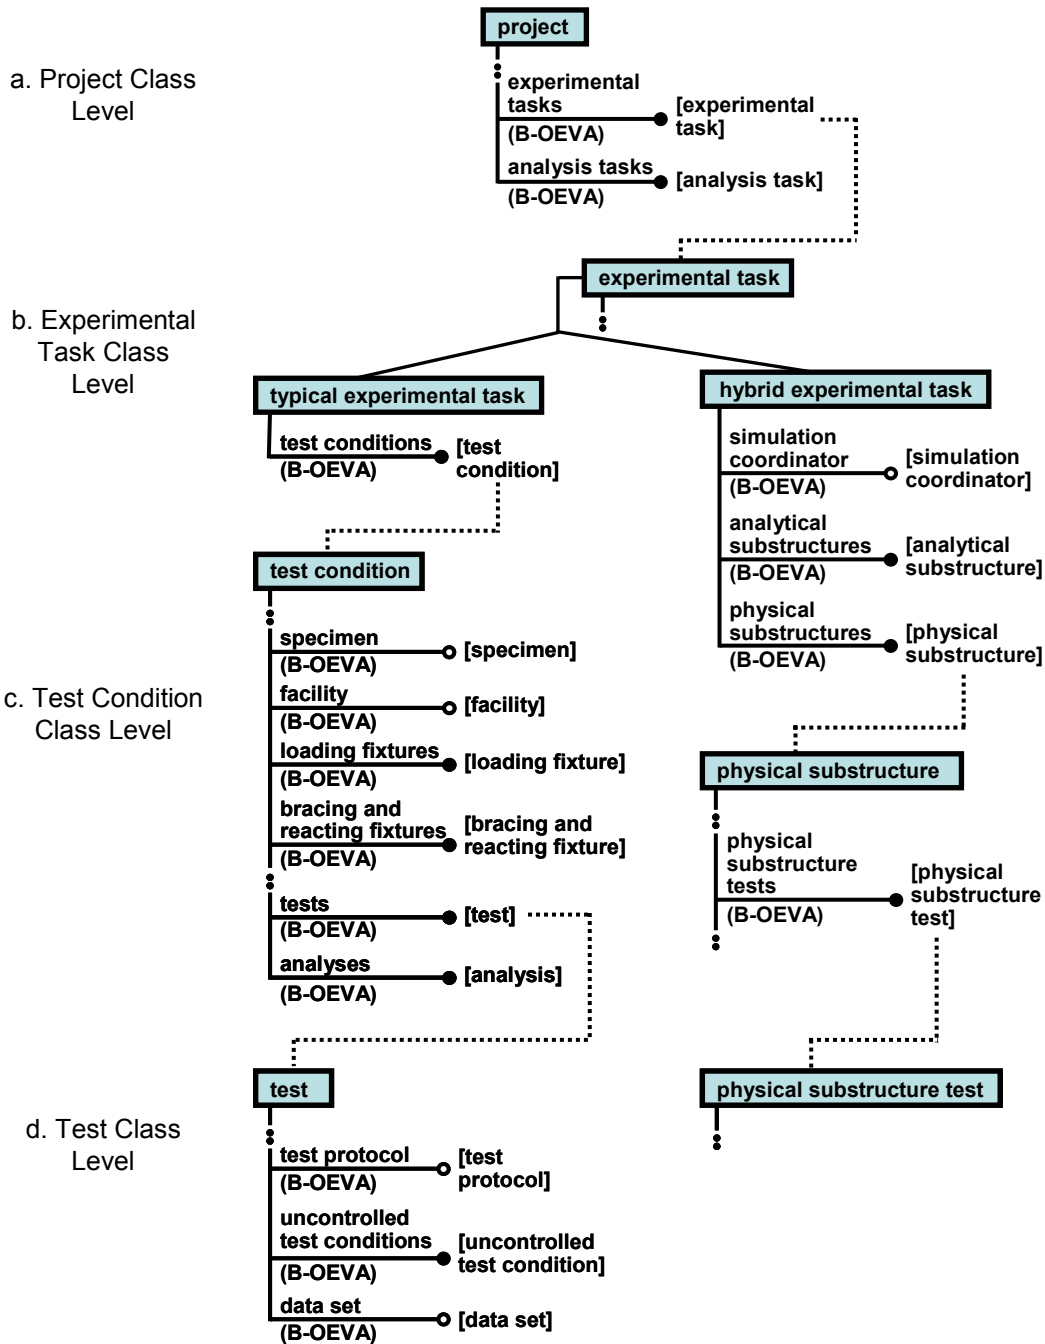 project
a. Project Class
Level
experimental
tasks
(B-OEVA)
[experimental
task]
analysis tasks
(B-OEVA)
[analysis task]
experimental task
b. Experimental
Task Class
Level
typical experimental task
test conditions
(B-OEVA)
[test
condition]
hybrid experimental task
simulation
coordinator
(B-OEVA)
[simulation
coordinator]
analytical
substructures
(B-OEVA)
[analytical
substructure]
physical
substructures
(B-OEVA)
[physical
substructure]
c. Test Condition
Class Level
test condition
specimen
(B-OEVA)
[specimen]
facility
(B-OEVA)
[facility]
loading fixtures
(B-OEVA)
[loading fixture]
bracing and
reacting fixtures
(B-OEVA)
[bracing and
reacting fixture]
tests
(B-OEVA)
[test]
analyses
(B-OEVA)
[analysis]
physical substructure
physical
substructure
tests
(B-OEVA)
[physical
substructure
test]
d. Test Class
Level
test
test protocol
(B-OEVA)
[test
protocol]
uncontrolled
test conditions
(B-OEVA)
[uncontrolled
test condition]
data set
(B-OEVA)
[data set]
physical substructure test